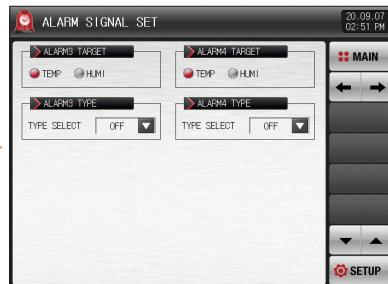 ALARM SIGNAL SET
20.09.07
02:51 PM
ALARM3 TARGET
ALARM4 TARGET
TEMP HUMI
TEMP HUMI
MAIN
ALARM3 TYPE
ALARM4 TYPE
TYPE SELECT OFF
TYPE SELECT OFF
SETUP